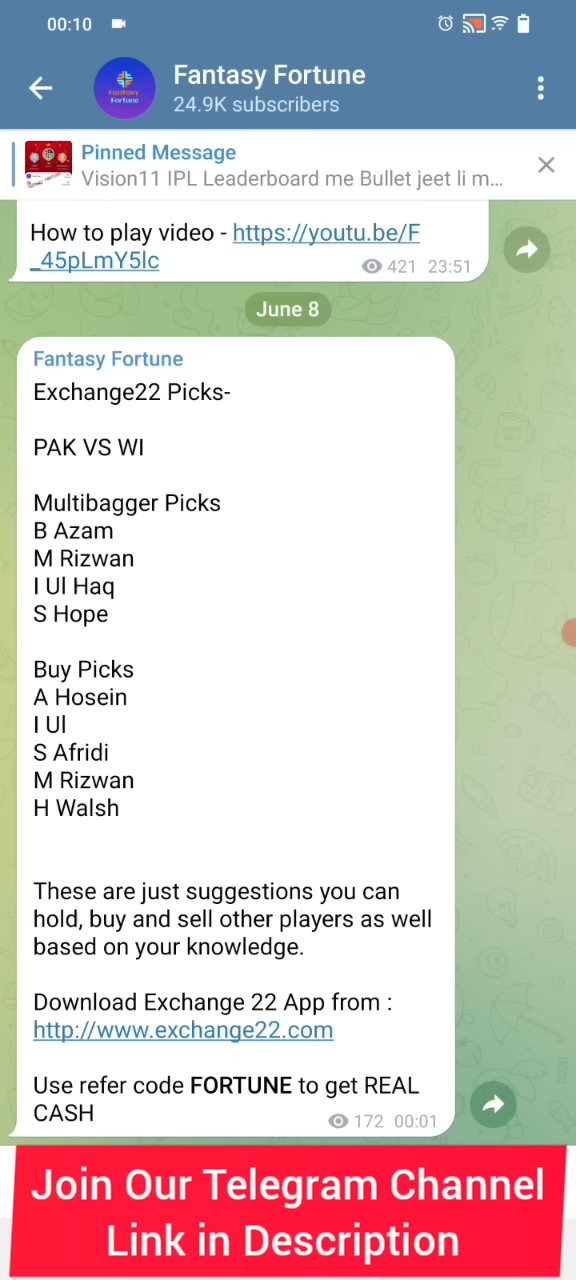 00:10
Fantasy Fortune
24.9K subscribers
Pinned Message
Vision11 IPL Leaderboard me Bullet jeet li m...
How to play video - https://youtu.be/F
_45pLmY5lc
421 23:51
June 8
Fantasy Fortune
Exchange22 Picks-
PAK VS WI
Multibagger Picks
B Azam
M Rizwan
I Ul Haq
S Hope
Buy Picks
A Hosein
I Ul
S Afridi
M Rizwan
H Walsh
These are just suggestions you can
hold, buy and sell other players as well
based on your knowledge.
Download Exchange 22 App from :
http://www.exchange22.com
Use refer code FORTUNE to get REAL
CASH
172 00:01
Join Our Telegram Channel
Link in Description